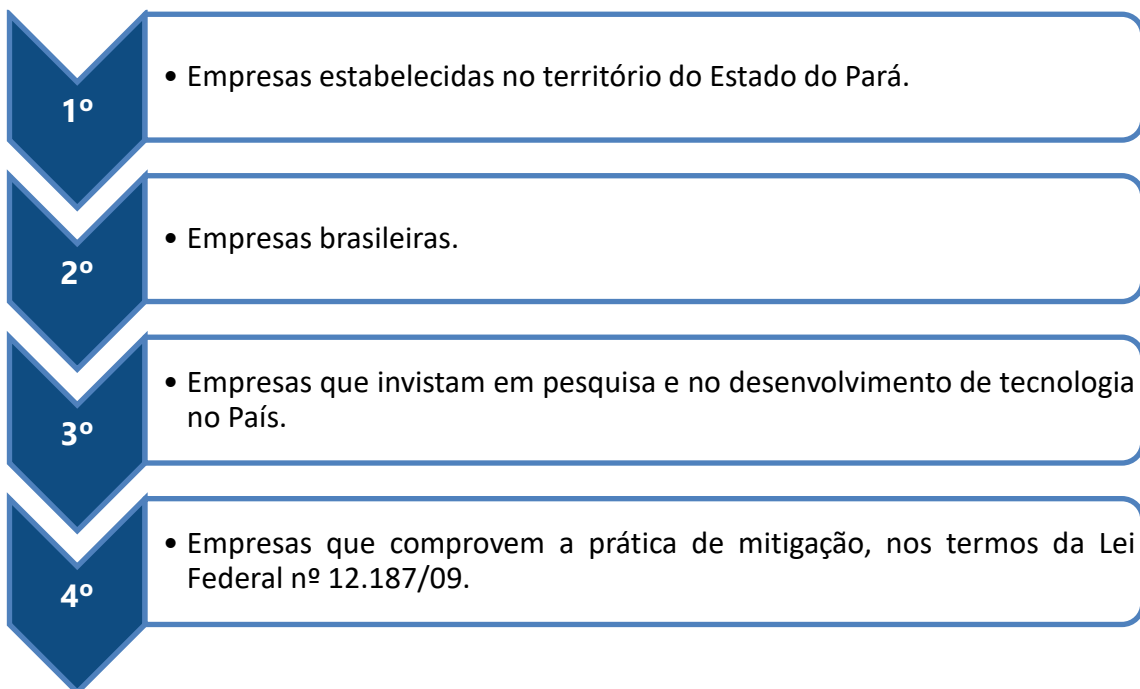 1º
• Empresas estabelecidas no território do Estado do Pará.
2º
• Empresas brasileiras.
3º
• Empresas que invistam em pesquisa e no desenvolvimento de tecnologia
no País.
4º
• Empresas que comprovem a prática de mitigação, nos termos da Lei
Federal nº 12.187/09.